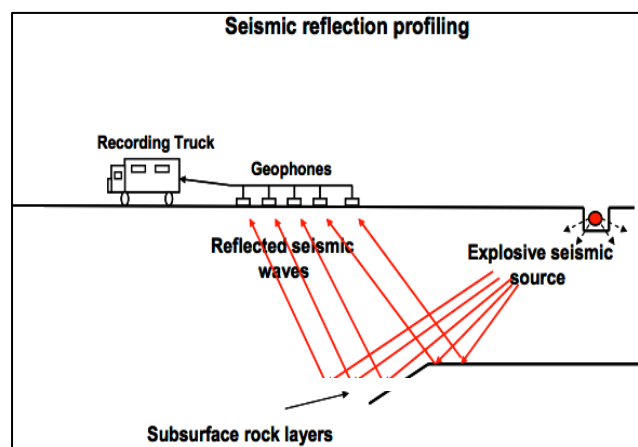 Seismic reflection profiling
Recording Truck
Geophones
Reflected seismic
waves
Explosive seismic
source
Subsurface rock layers